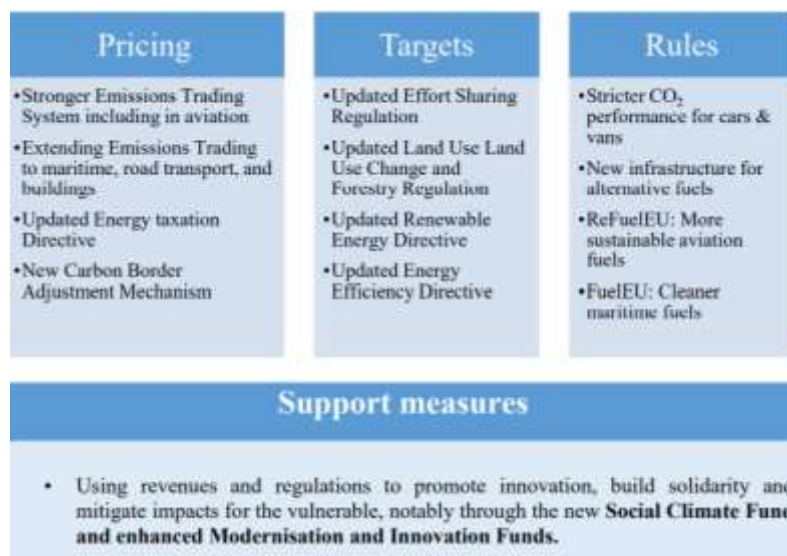 Pricing
•Stronger Emissions Trading
System including in aviation
•Extending Emissions Trading
to maritime, road transport, and
buildings
•Updated Energy taxation
Directive
•New Carbon Border
Adjustment Mechanism
Targets
•Updated Effort Sharing
Regulation
•Updated Land Use Land
Use Change and
Forestry Regulation
•Updated Renewable
Energy Directive
•Updated Energy
Efficiency Directive
Rules
•Stricter CO₂
performance for cars &
vans
•New infrastructure for
alternative fuels
•ReFuelEU: More
sustainable aviation
fuels
•FuelEU: Cleaner
maritime fuels
Support measures
• Using revenues and regulations to promote innovation, build solidarity and
mitigate impacts for the vulnerable, notably through the new Social Climate Fund
and enhanced Modernisation and Innovation Funds.